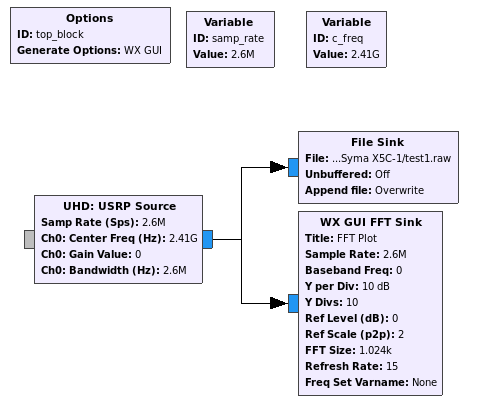 Options
ID: top_block
Generate Options: WX GUI
Variable
ID: samp_rate
Value: 2.6M
Variable
ID: c_freq
Value: 2.41G
File Sink
File: ...Syma X5C-1/test1.raw
Unbuffered: Off
Append file: Overwrite
UHD: USRP Source
Samp Rate (Sps): 2.6M
Ch0: Center Freq (Hz): 2.41G
Ch0: Gain Value: 0
Ch0: Bandwidth (Hz): 2.6M
WX GUI FFT Sink
Title: FFT Plot
Sample Rate: 2.6M
Baseband Freq: 0
Y per Div: 10 dB
Y Divs: 10
Ref Level (dB): 0
Ref Scale (p2p): 2
FFT Size: 1.024k
Refresh Rate: 15
Freq Set Varname: None